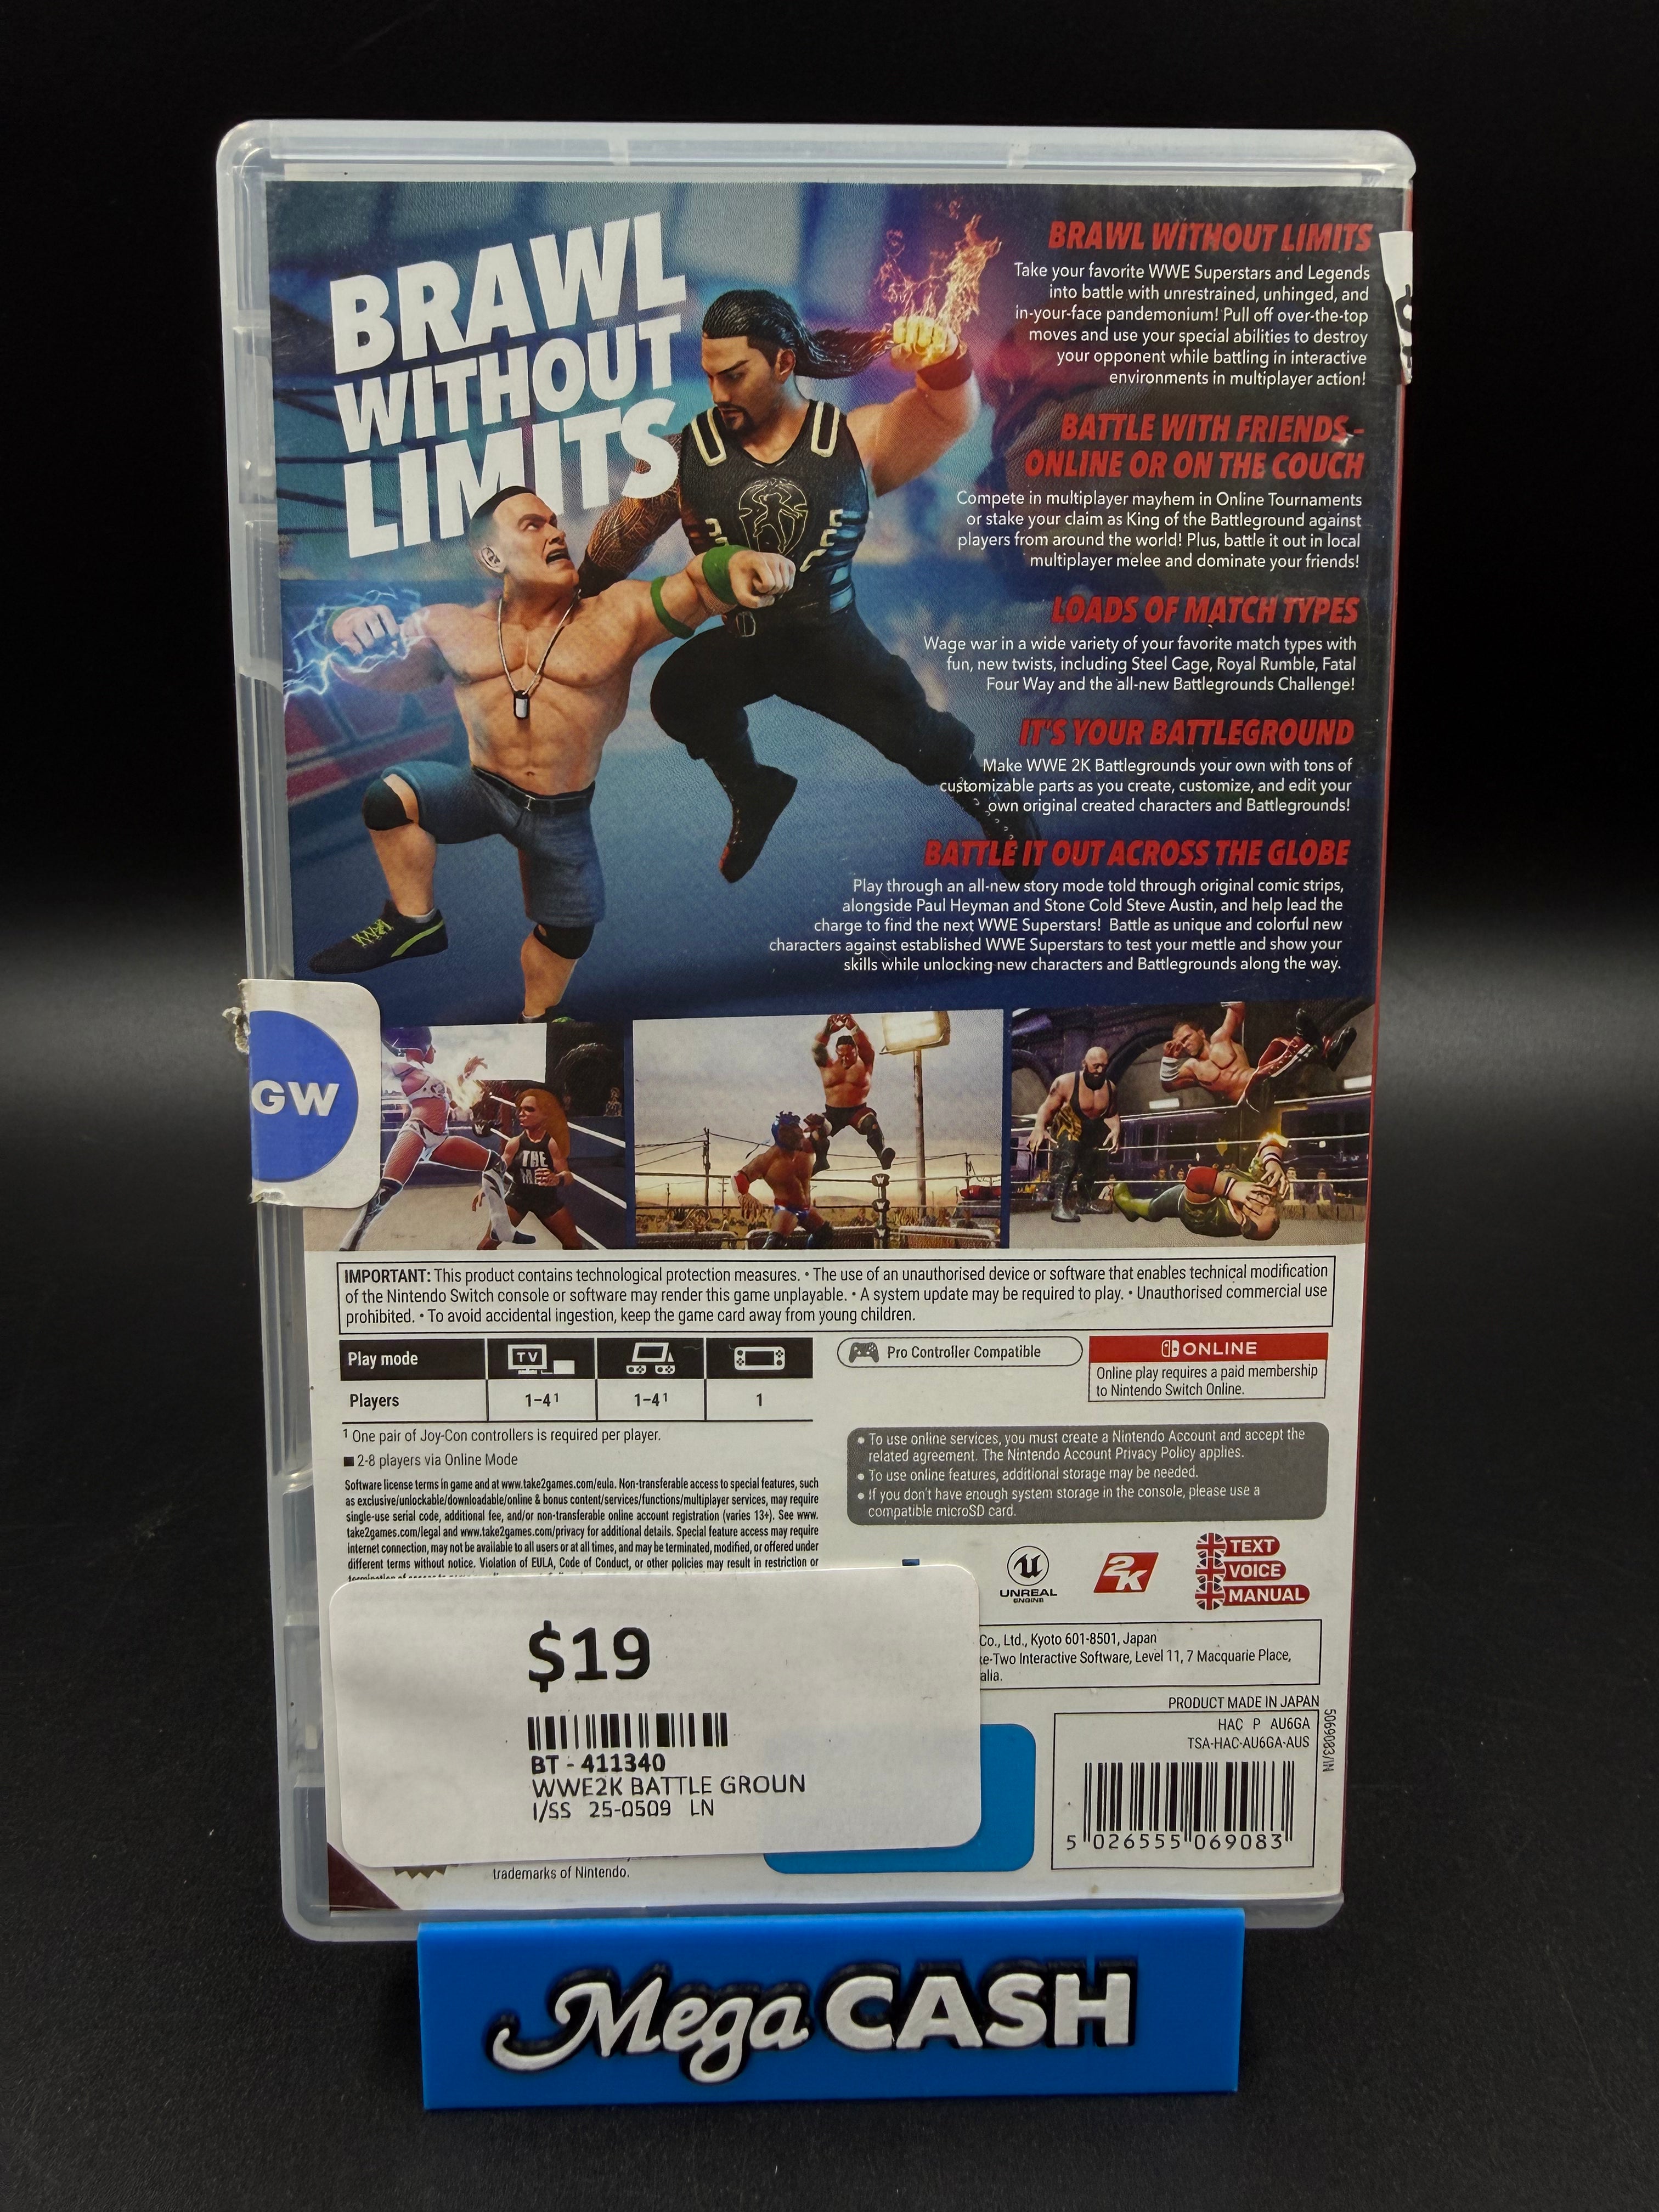 BRAWL
WITHOUT
LIMITS
BRAWL WITHOUT LIMITS
Take your favorite WWE Superstars and Legends
into battle with unrestrained, unhinged, and
in-your-face pandemonium! Pull off over-the-top
moves and use your special abilities to destroy
your opponent while battling in interactive
environments in multiplayer action!
BATTLE WITH FRIENDS-
ONLINE OR ON THE COUCH
Compete in multiplayer mayhem in Online Tournaments
or stake your claim as King of the Battleground against
players from around the world! Plus, battle it out in local
multiplayer melee and dominate your friends!
LOADS OF MATCH TYPES
Wage war in a wide variety of your favorite match types with
fun, new twists, including Steel Cage, Royal Rumble, Fatal
Four Way and the all-new Battlegrounds Challenge!
IT'S YOUR BATTLEGROUND
Make WWE 2K Battlegrounds your own with tons of
customizable parts as you create, customize, and edit your
own original created characters and Battlegrounds!
BATTLE IT OUT ACROSS THE GLOBE
Play through an all-new story mode told through original comic strips,
alongside Paul Heyman and Stone Cold Steve Austin, and help lead the
charge to find the next WWE Superstars! Battle as unique and colorful new
characters against established WWE Superstars to test your mettle and show your
skills while unlocking new characters and Battlegrounds along the way.
GW
THE
IMPORTANT: This product contains technological protection measures. • The use of an unauthorised device or software that enables technical modification
of the Nintendo Switch console or software may render this game unplayable. • A system update may be required to play. • Unauthorised commercial use
prohibited. • To avoid accidental ingestion, keep the game card away from young children.
Play mode
TV
Players
1-4¹
1-4¹
1
Pro Controller Compatible
ONLINE
Online play requires a paid membership
to Nintendo Switch Online.
¹ One pair of Joy-Con controllers is required per player.
■ 2-8 players via Online Mode
• To use online services, you must create a Nintendo Account and accept the
related agreement. The Nintendo Account Privacy Policy applies.
• To use online features, additional storage may be needed.
• If you don't have enough system storage in the console, please use a
compatible microSD card.
Software license terms in game and at www.take2games.com/eula. Non-transferable access to special features, such
as exclusive/unlockable/downloadable/online & bonus content/services/functions/multiplayer services, may require
single-use serial code, additional fee, and/or non-transferable online account registration (varies 13+). See www.
take2games.com/legal and www.take2games.com/privacy for additional details. Special feature access may require
internet connection, may not be available to all users or at all times, and may be terminated, modified, or offered under
different terms without notice. Violation of EULA, Code of Conduct, or other policies may result in restriction or
UNREAL
ENGINE
2K
TEXT
VOICE
MANUAL
Co., Ltd., Kyoto 601-8501, Japan
Interactive Software, Level 11, 7 Macquarie Place,
PRODUCT MADE IN JAPAN
HAC P AU6GA
TSA-HAC-AU6GA-AUS
5069083/IN
5 026555 069083
$19
BT - 411340
WWE2K BATTLE GROUN
I/SS 25-0509 LN
trademarks of Nintendo.
Mega CASH